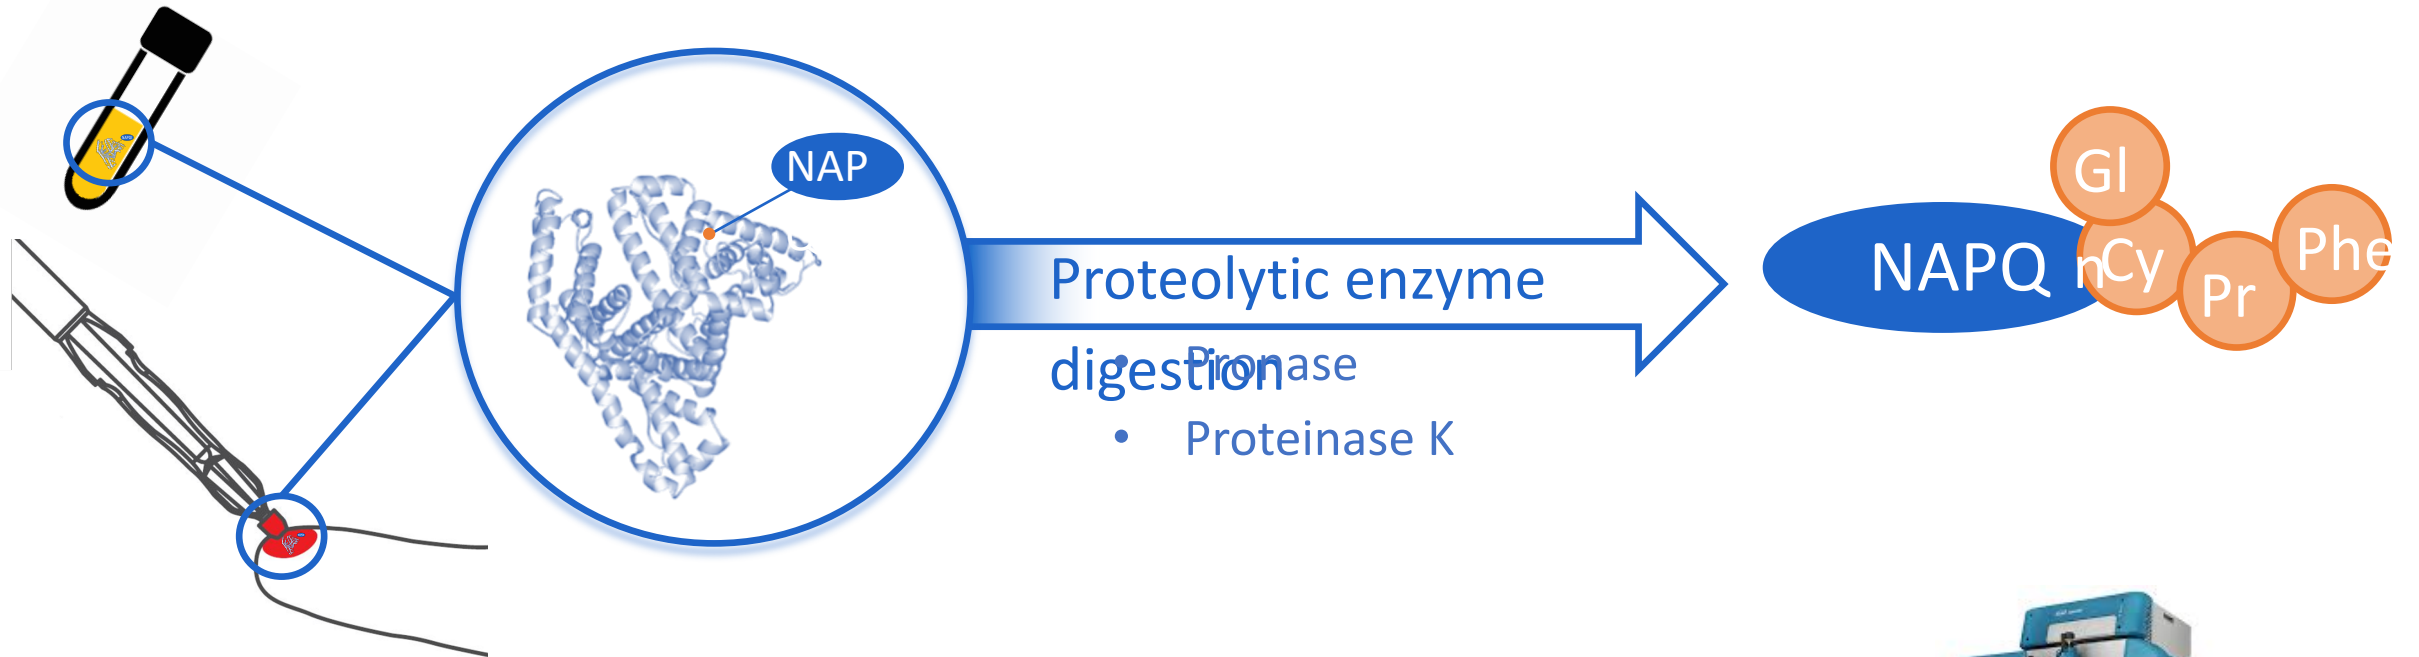 NAP
Proteolytic enzyme
digestion
• Pronase
• Proteinase K
NAPQ
Gl
n
Cy
Pr
Phe